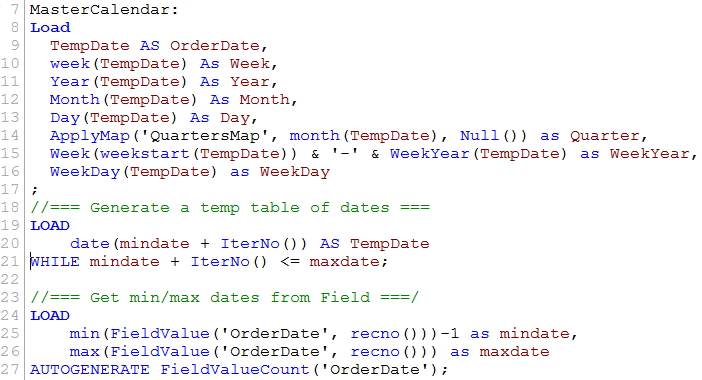 7 MasterCalendar:
8 Load
9 TempDate AS OrderDate,
10 week(TempDate) As Week,
11 Year(TempDate) As Year,
12 Month(TempDate) As Month,
13 Day(TempDate) As Day,
14 ApplyMap('QuartersMap', month(TempDate), Null()) as Quarter,
15 Week(weekstart(TempDate)) & '-' & WeekYear(TempDate) as WeekYear,
16 WeekDay(TempDate) as WeekDay
17 ;
18 //=== Generate a temp table of dates ===
19 LOAD
20 date(mindate + IterNo()) AS TempDate
21 WHILE mindate + IterNo() <= maxdate;
22
23 //=== Get min/max dates from Field ===/
24 LOAD
25 min(FieldValue('OrderDate', recno()))-1 as mindate,
26 max(FieldValue('OrderDate', recno())) as maxdate
27 AUTOGENERATE FieldValueCount('OrderDate');